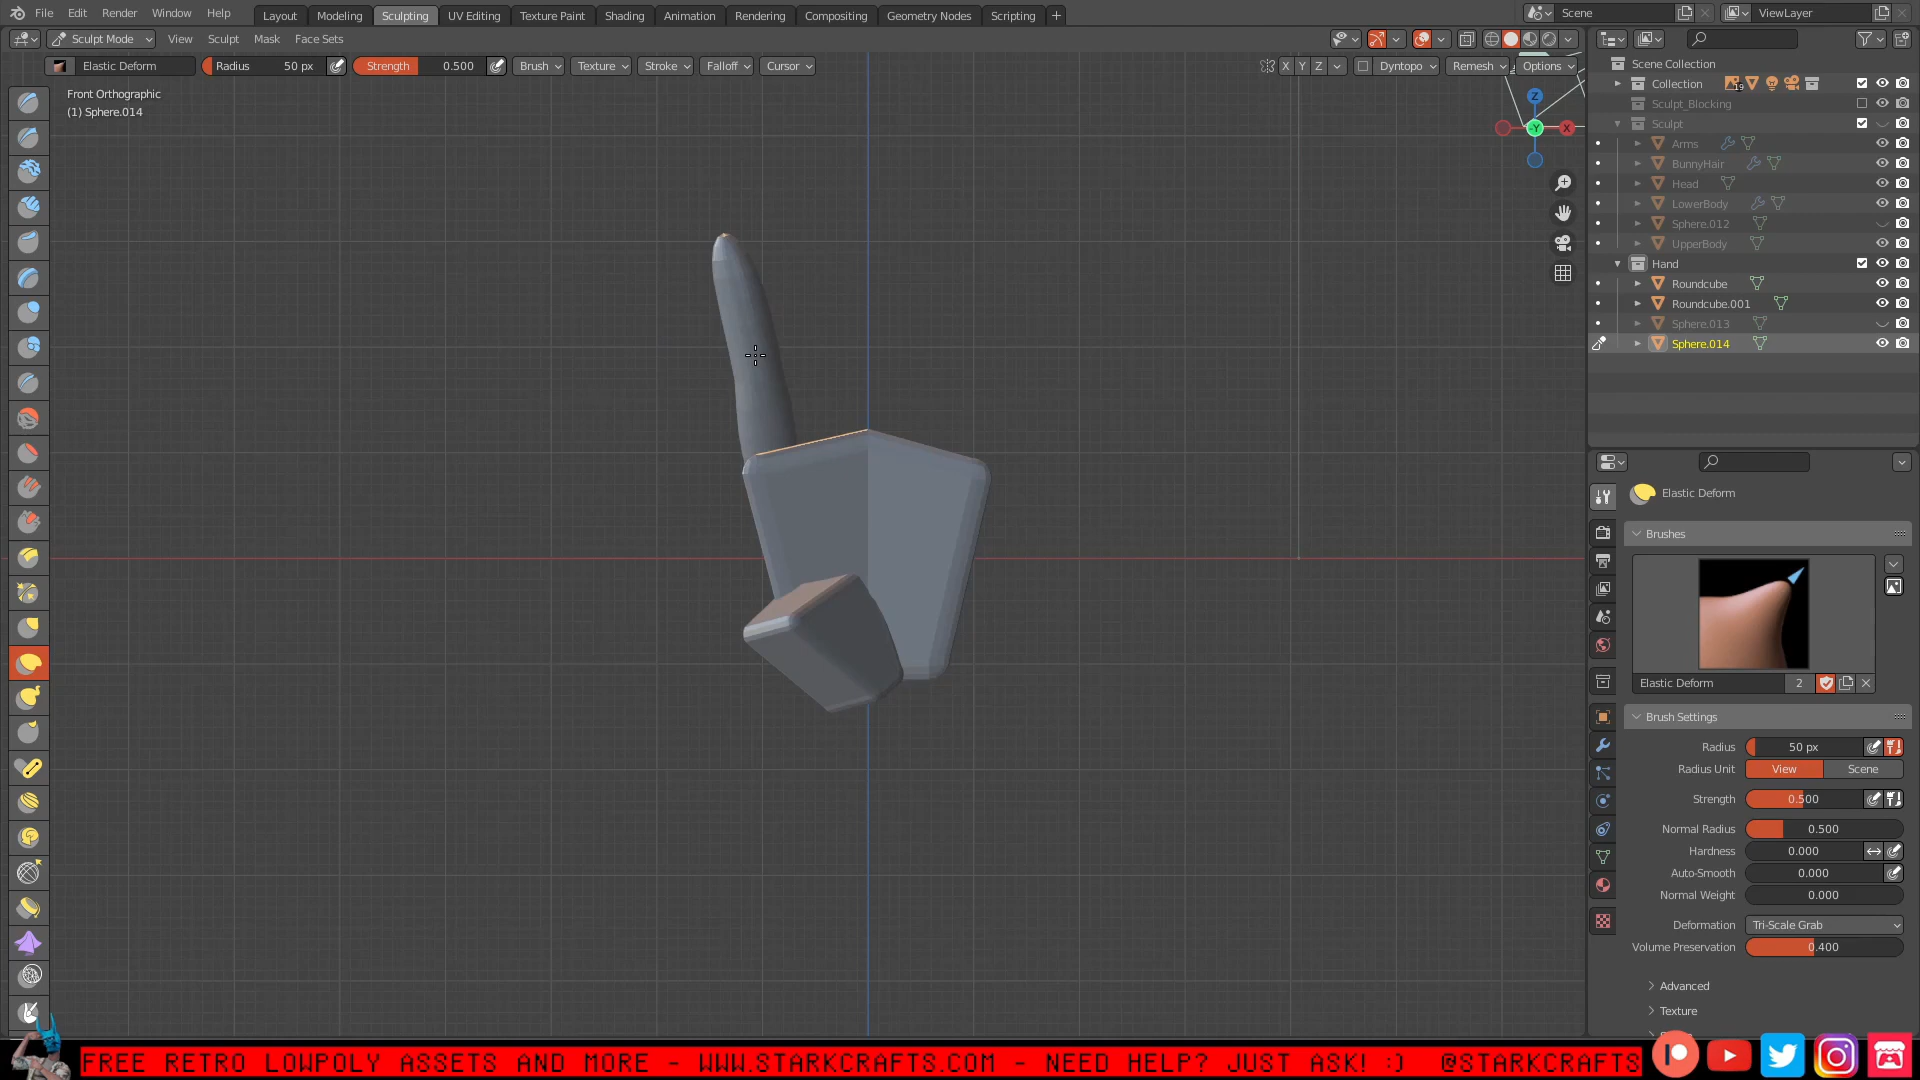 File Edit Render Window Help Layout Modeling Sculpting UV Editing Texture Paint Shading Animation Rendering Compositing Geometry Nodes Scripting + Scene ViewLayer
Sculpt Mode View Sculpt Mask Face Sets
Elastic Deform Radius 50 px Strength 0.500 Brush Texture Stroke Falloff Cursor X Y Z Dyntopo Remesh Options
Front Orthographic
(1) Sphere.014
Z
Y
X
Scene Collection
Collection 19
Sculpt_Blocking
Sculpt
Arms
BunnyHair
Head
LowerBody
Sphere.012
UpperBody
Hand
Roundcube
Roundcube.001
Sphere.013
Sphere.014
Elastic Deform
Brushes
Elastic Deform 2
Brush Settings
Radius 50 px
Radius Unit View Scene
Strength 0.500
Normal Radius 0.500
Hardness 0.000
Auto-Smooth 0.000
Normal Weight 0.000
Deformation Tri-Scale Grab
Volume Preservation 0.400
Advanced
Texture
FREE RETRO LOWPOLY ASSETS AND MORE - WWW.STARKCRAFTS.COM - NEED HELP? JUST ASK! :) @STARKCRAFTS